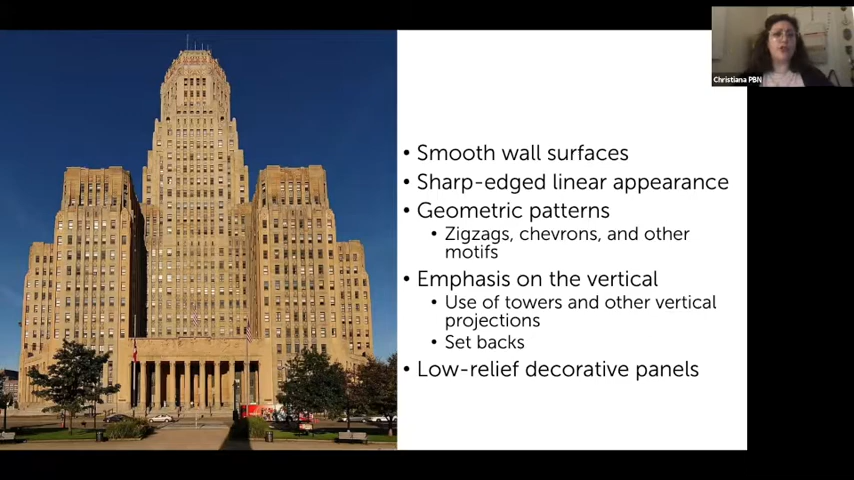 Christiana PBN
• Smooth wall surfaces
• Sharp-edged linear appearance
• Geometric patterns
• Zigzags, chevrons, and other
motifs
• Emphasis on the vertical
• Use of towers and other vertical
projections
• Set backs
• Low-relief decorative panels